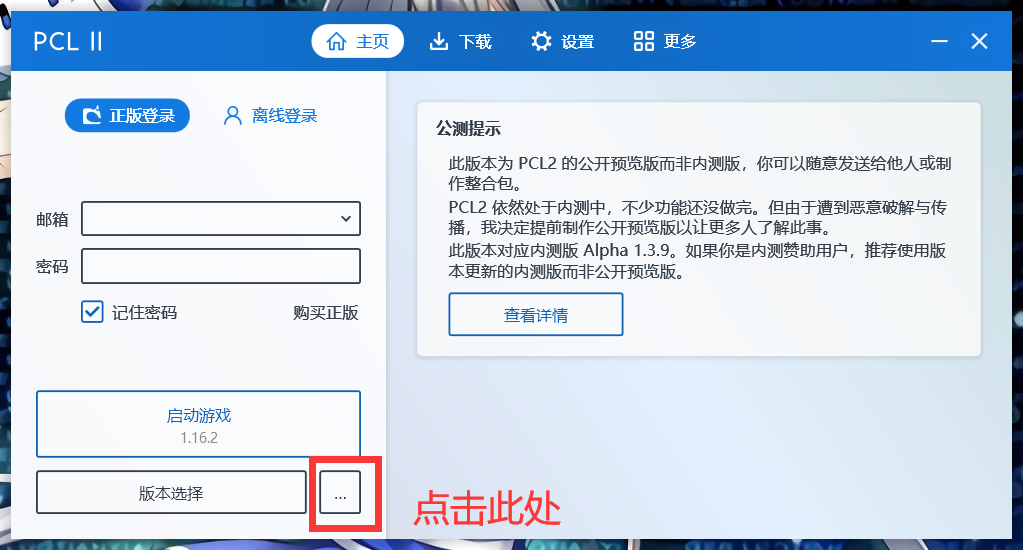 PCL II
主页
下载
设置
更多
正版登录
离线登录
邮箱
密码
记住密码
购买正版
启动游戏
1.16.2
版本选择
...
公测提示
此版本为 PCL2 的公开预览版而非内测版，你可以随意发送给他人或制
作整合包。
PCL2 依然处于内测中，不少功能还没做完。但由于遭到恶意破解与传
播，我决定提前制作公开预览版以让更多人了解此事。
此版本对应内测版 Alpha 1.3.9。如果你是内测赞助用户，推荐使用版
本更新的内测版而非公开预览版。
查看详情
点击此处